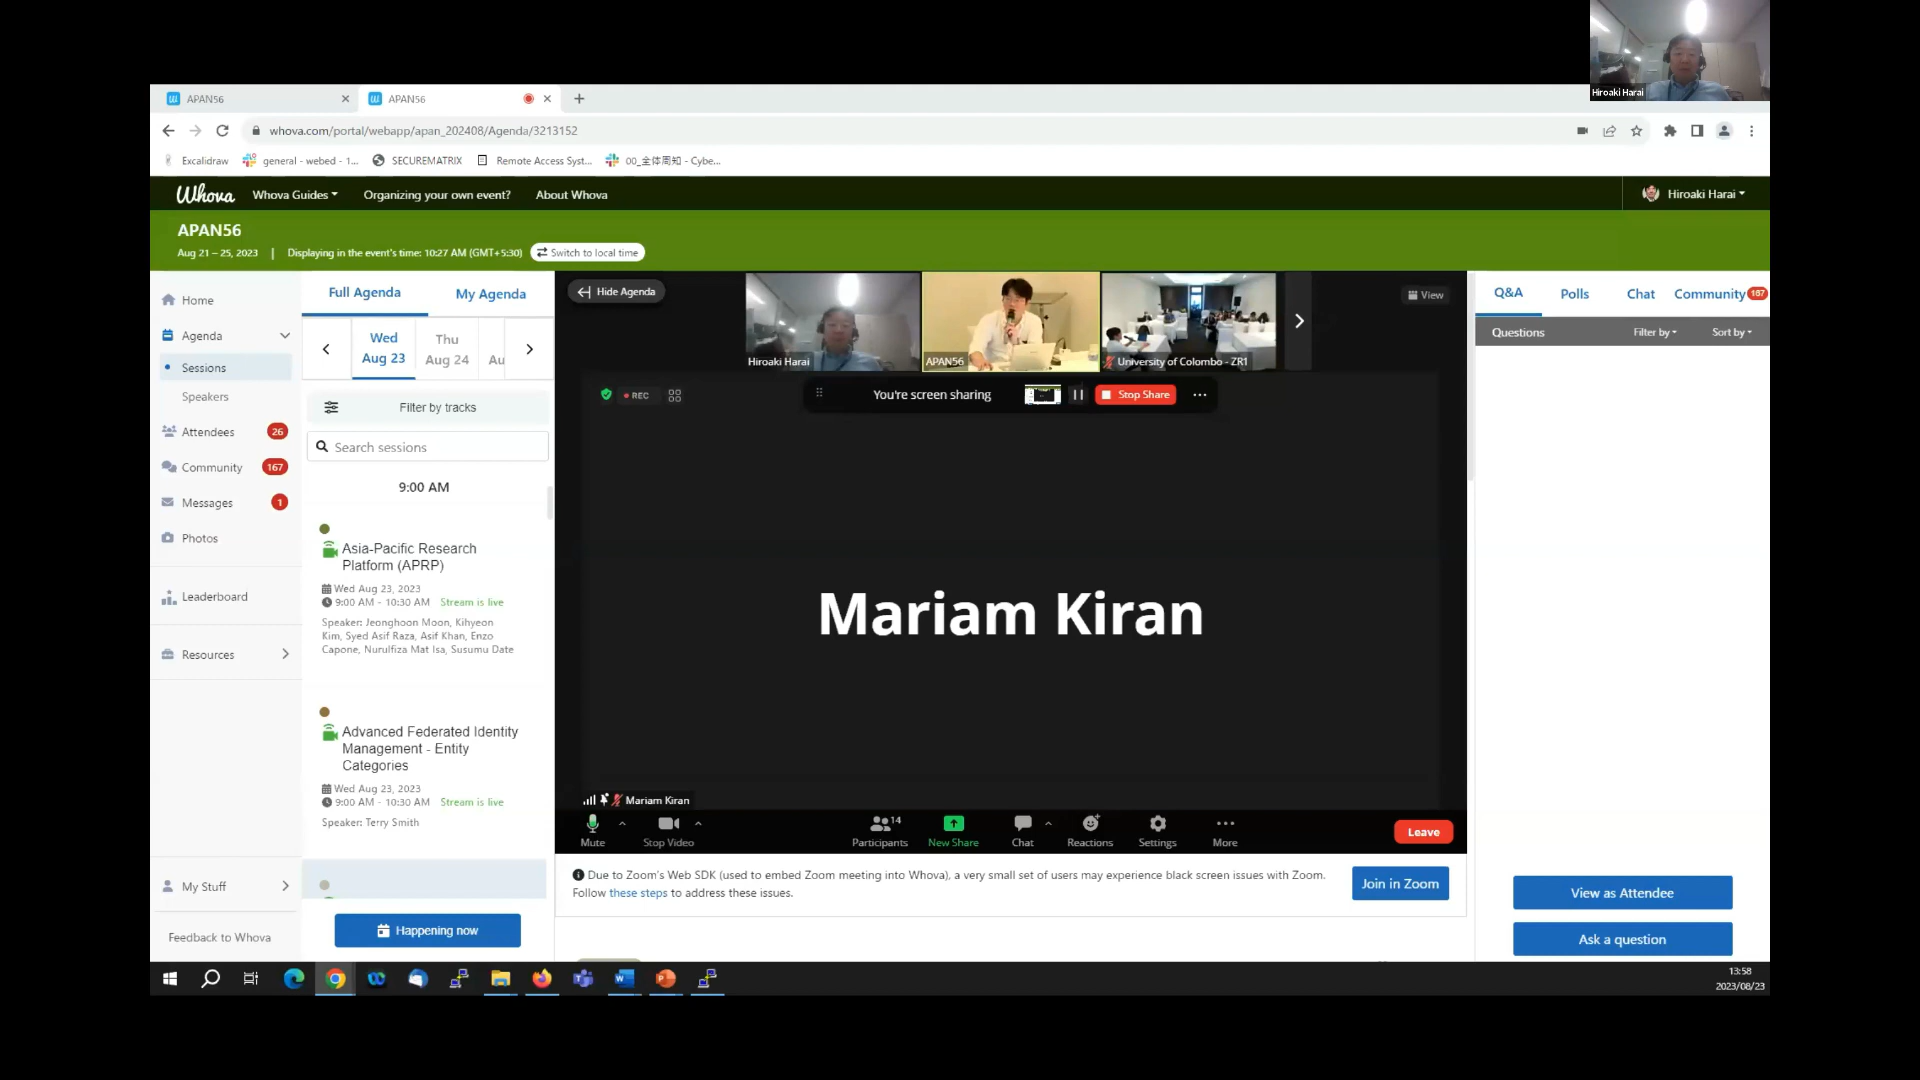 Hiroaki Harai
APAN56
APAN56
whova.com/portal/webapp/apan_202408/Agenda/3213152
Excalidraw
general - webed - 1...
SECUREMATRIX
Remote Access Syst...
00_全体周知 - Cybe...
Whova
Whova Guides
Organizing your own event?
About Whova
Hiroaki Harai
APAN56
Aug 21 – 25, 2023 | Displaying in the event's time: 10:27 AM (GMT+5:30)
Switch to local time
Home
Agenda
Sessions
Speakers
Attendees 26
Community 167
Messages 1
Photos
Leaderboard
Resources
My Stuff
Feedback to Whova
Full Agenda
My Agenda
Wed
Aug 23
Thu
Aug 24
Au
Filter by tracks
Search sessions
9:00 AM
Asia-Pacific Research
Platform (APRP)
Wed Aug 23, 2023
9:00 AM - 10:30 AM Stream is live
Speaker: Jeonghoon Moon, Kihyeon
Kim, Syed Asif Raza, Asif Khan, Enzo
Capone, Nurulfiza Mat Isa, Susumu Date
Advanced Federated Identity
Management - Entity
Categories
Wed Aug 23, 2023
9:00 AM - 10:30 AM Stream is live
Speaker: Terry Smith
Happening now
Hide Agenda
Hiroaki Harai
APAN56
University of Colombo - ZR1
View
REC
You're screen sharing
Stop Share
Mariam Kiran
Mariam Kiran
Mute
Stop Video
Participants
14
New Share
Chat
Reactions
Settings
More
Leave
Due to Zoom's Web SDK (used to embed Zoom meeting into Whova), a very small set of users may experience black screen issues with Zoom.
Follow these steps to address these issues.
Join in Zoom
Q&A
Polls
Chat
Community 167
Questions
Filter by
Sort by
View as Attendee
Ask a question
13:58
2023/08/23